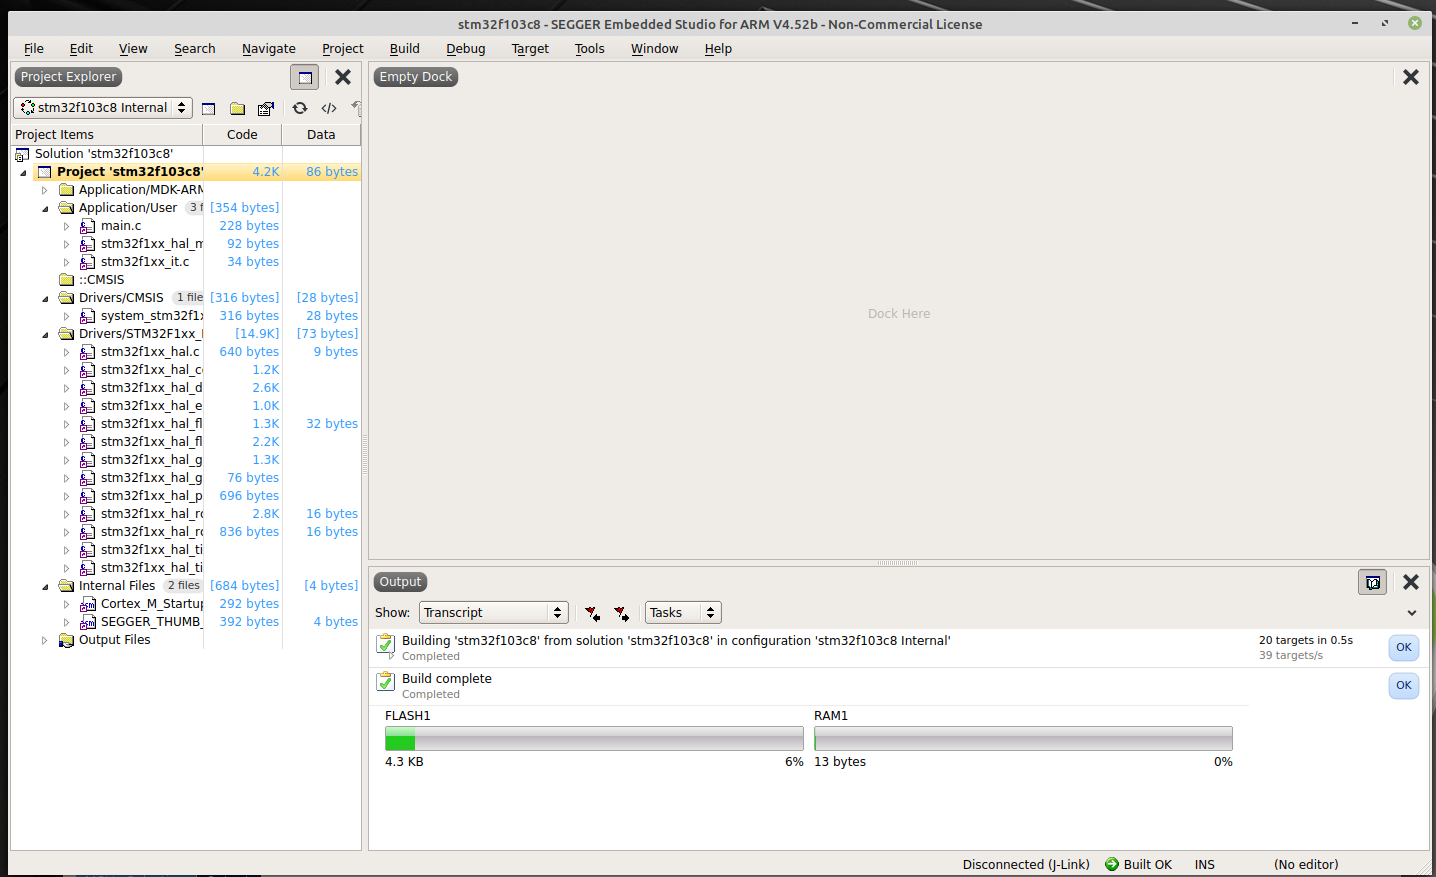 stm32f103c8 - SEGGER Embedded Studio for ARM V4.52b - Non-Commercial License
File Edit View Search Navigate Project Build Debug Target Tools Window Help
Project Explorer
stm32f103c8 Internal
Project Items Code Data
Solution 'stm32f103c8'
Project 'stm32f103c8' 4.2K 86 bytes
Application/MDK-ARM
Application/User 3 f [354 bytes]
main.c 228 bytes
stm32f1xx_hal_m 92 bytes
stm32f1xx_it.c 34 bytes
::CMSIS
Drivers/CMSIS 1 file [316 bytes] [28 bytes]
system_stm32f1x 316 bytes 28 bytes
Drivers/STM32F1xx_ [14.9K] [73 bytes]
stm32f1xx_hal.c 640 bytes 9 bytes
stm32f1xx_hal_c 1.2K
stm32f1xx_hal_d 2.6K
stm32f1xx_hal_e 1.0K
stm32f1xx_hal_fl 1.3K 32 bytes
stm32f1xx_hal_fl 2.2K
stm32f1xx_hal_g 1.3K
stm32f1xx_hal_g 76 bytes
stm32f1xx_hal_p 696 bytes
stm32f1xx_hal_rc 2.8K 16 bytes
stm32f1xx_hal_rc 836 bytes 16 bytes
stm32f1xx_hal_ti
stm32f1xx_hal_ti
Internal Files 2 files [684 bytes] [4 bytes]
Cortex_M_Startup 292 bytes
SEGGER_THUMB_ 392 bytes 4 bytes
Output Files
Empty Dock
Dock Here
Output
Show: Transcript Tasks
Building 'stm32f103c8' from solution 'stm32f103c8' in configuration 'stm32f103c8 Internal' 20 targets in 0.5s OK
Completed 39 targets/s
Build complete OK
Completed
FLASH1 RAM1
4.3 KB 6% 13 bytes 0%
Disconnected (J-Link) Built OK INS (No editor)